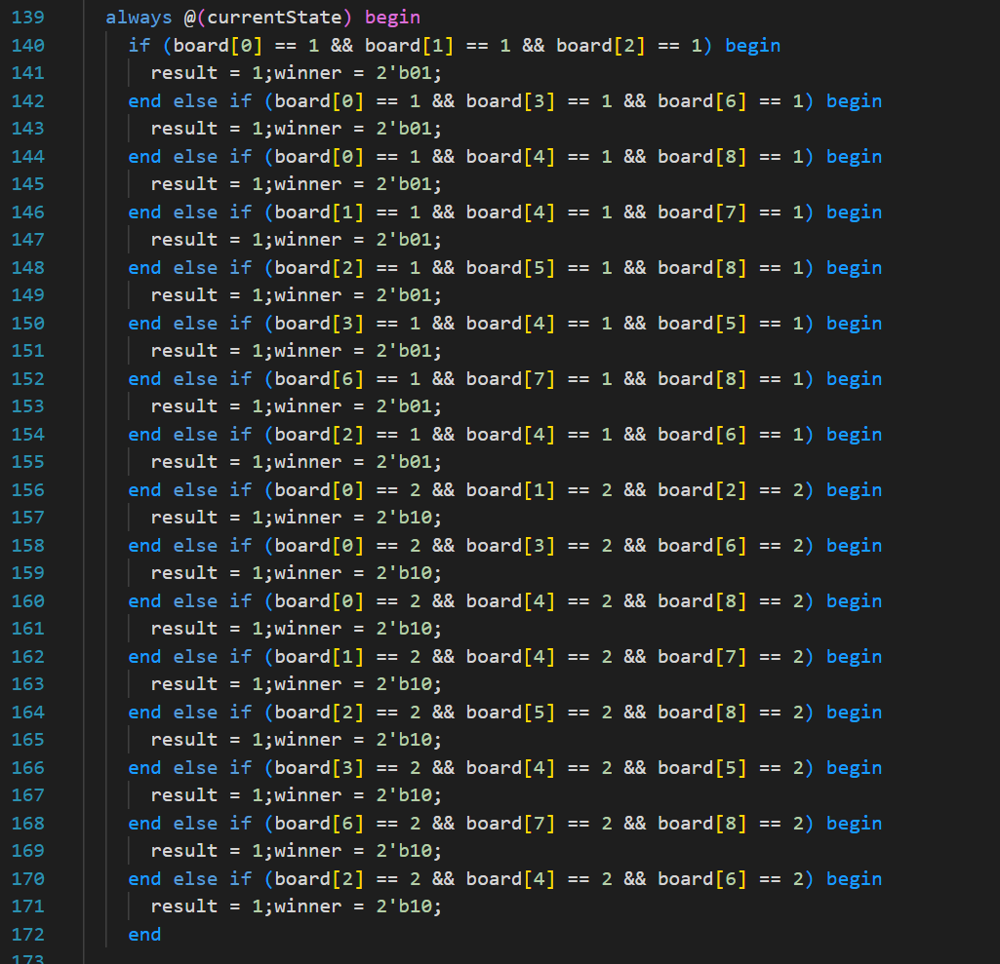 139 always @(currentState) begin
140 if (board[0] == 1 && board[1] == 1 && board[2] == 1) begin
141 result = 1;winner = 2'b01;
142 end else if (board[0] == 1 && board[3] == 1 && board[6] == 1) begin
143 result = 1;winner = 2'b01;
144 end else if (board[0] == 1 && board[4] == 1 && board[8] == 1) begin
145 result = 1;winner = 2'b01;
146 end else if (board[1] == 1 && board[4] == 1 && board[7] == 1) begin
147 result = 1;winner = 2'b01;
148 end else if (board[2] == 1 && board[5] == 1 && board[8] == 1) begin
149 result = 1;winner = 2'b01;
150 end else if (board[3] == 1 && board[4] == 1 && board[5] == 1) begin
151 result = 1;winner = 2'b01;
152 end else if (board[6] == 1 && board[7] == 1 && board[8] == 1) begin
153 result = 1;winner = 2'b01;
154 end else if (board[2] == 1 && board[4] == 1 && board[6] == 1) begin
155 result = 1;winner = 2'b01;
156 end else if (board[0] == 2 && board[1] == 2 && board[2] == 2) begin
157 result = 1;winner = 2'b10;
158 end else if (board[0] == 2 && board[3] == 2 && board[6] == 2) begin
159 result = 1;winner = 2'b10;
160 end else if (board[0] == 2 && board[4] == 2 && board[8] == 2) begin
161 result = 1;winner = 2'b10;
162 end else if (board[1] == 2 && board[4] == 2 && board[7] == 2) begin
163 result = 1;winner = 2'b10;
164 end else if (board[2] == 2 && board[5] == 2 && board[8] == 2) begin
165 result = 1;winner = 2'b10;
166 end else if (board[3] == 2 && board[4] == 2 && board[5] == 2) begin
167 result = 1;winner = 2'b10;
168 end else if (board[6] == 2 && board[7] == 2 && board[8] == 2) begin
169 result = 1;winner = 2'b10;
170 end else if (board[2] == 2 && board[4] == 2 && board[6] == 2) begin
171 result = 1;winner = 2'b10;
172 end
173